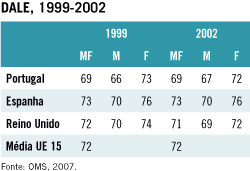 DALE, 1999-2002
1999 2002
MF M F MF M F
Portugal 69 66 73 69 67 72
Espanha 73 70 76 73 70 76
Reino Unido 72 70 74 71 69 72
Média UE 15 72 72
Fonte: OMS, 2007.